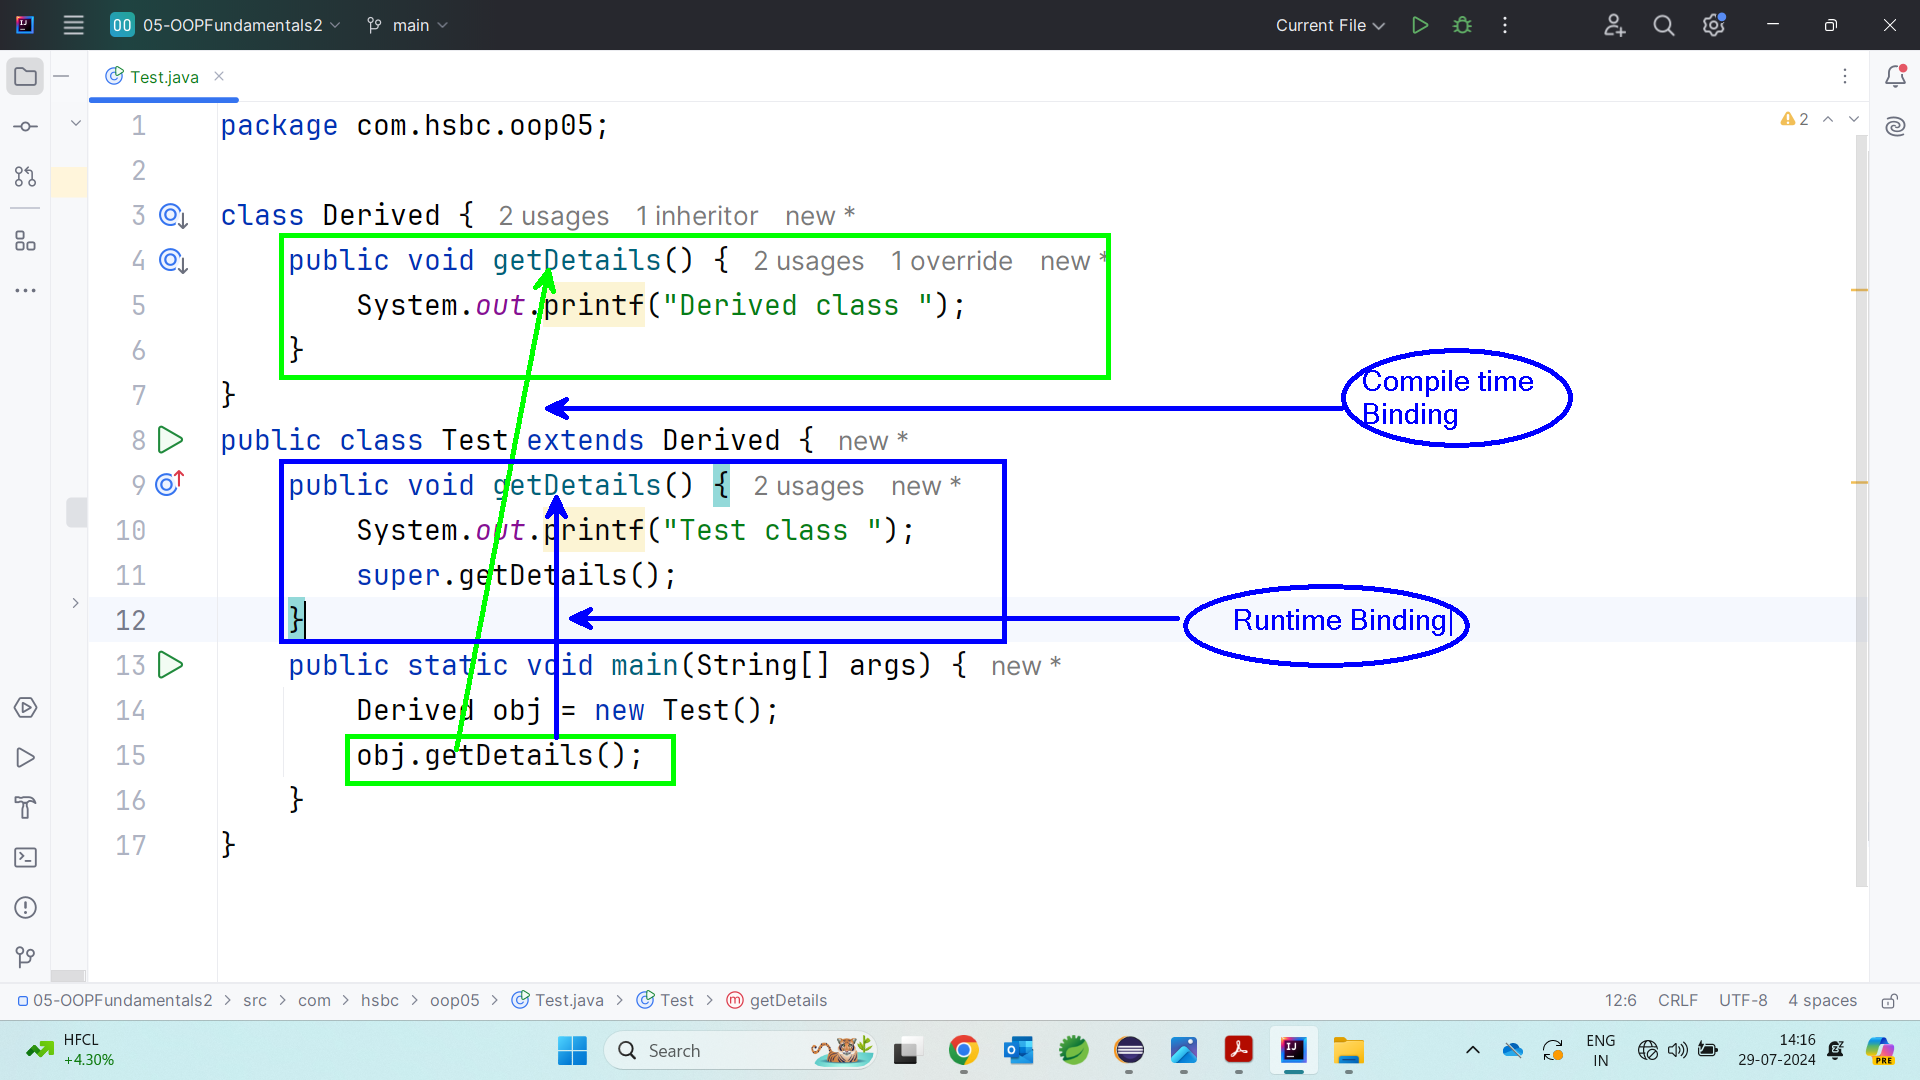 00 05-OOPFundamentals2 main Current File
Test.java
1 package com.hsbc.oop05; 2
2
3 class Derived { 2 usages 1 inheritor new *
4 public void getDetails() { 2 usages 1 override new *
5 System.out.printf("Derived class ");
6 }
7 }
Compile time
Binding
8 public class Test extends Derived { new *
9 public void getDetails() { 2 usages new *
10 System.out.printf("Test class ");
11 super.getDetails();
12 }
Runtime Binding
13 public static void main(String[] args) { new *
14 Derived obj = new Test();
15 obj.getDetails();
16 }
17 }
05-OOPFundamentals2 > src > com > hsbc > oop05 > Test.java > Test > getDetails 12:6 CRLF UTF-8 4 spaces
HFCL
+4.30%
Search
ENG
IN
14:16
29-07-2024
PRE